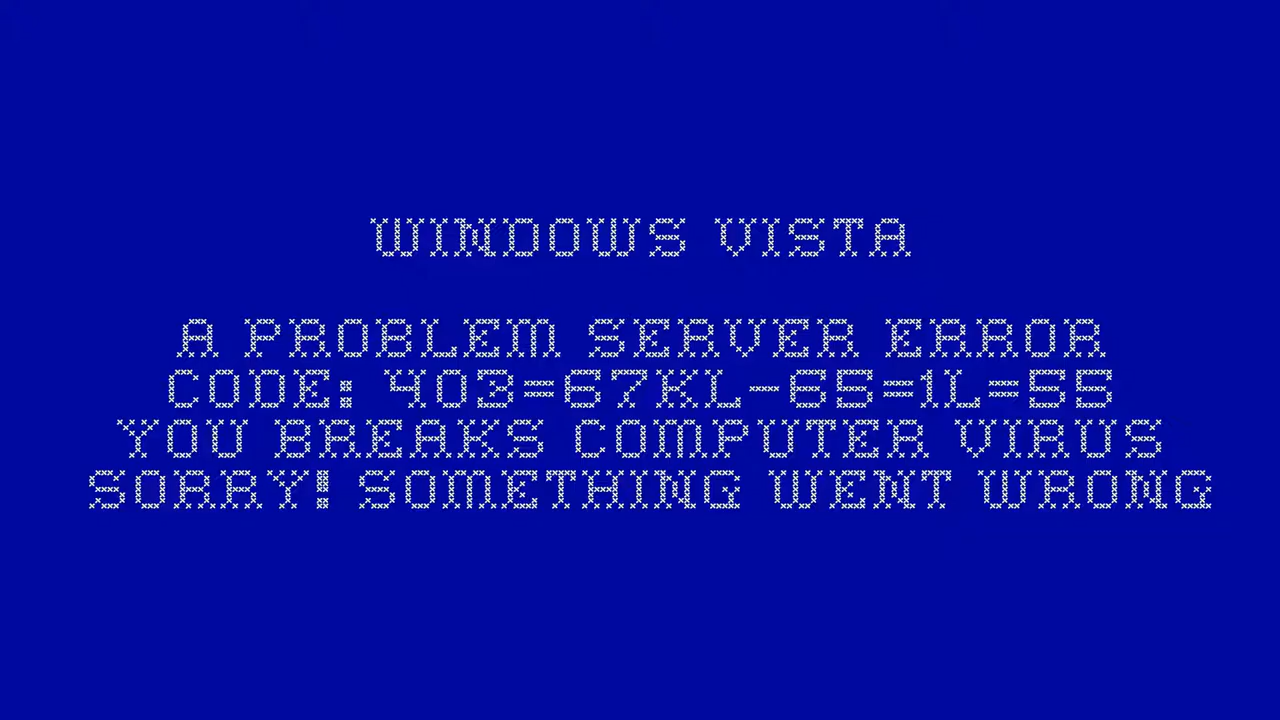 WINDOWS VISTA
A PROBLEM SERVER ERROR
CODE: 403=67KL-65=1L=55
YOU BREAKS COMPUTER VIRUS
SORRY! SOMETHING WENT WRONG